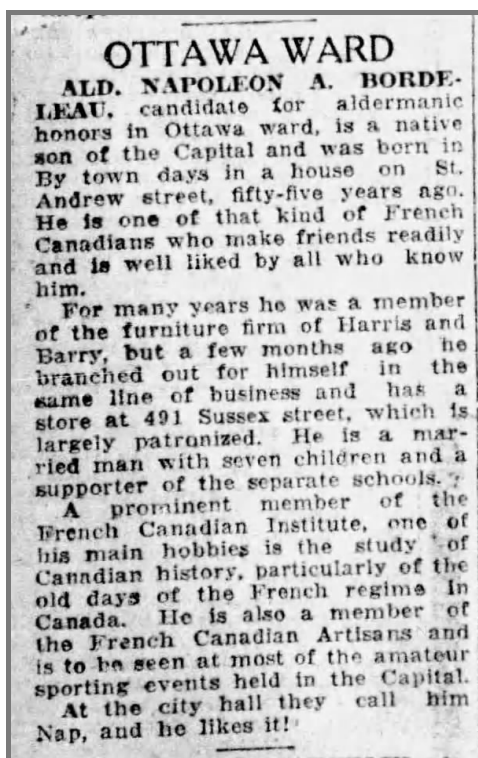 OTTAWA WARD
ALD. NAPOLEON A. BORDE-
LEAU, candidate for aldermanic
honors in Ottawa ward, is a native
son of the Capital and was born in
By town days in a house on St.
Andrew street, fifty-five years ago.
He is one of that kind of French
Canadians who make friends readily
and is well liked by all who know
him.
For many years he was a member
of the furniture firm of Harris and
Barry, but a few months ago he
branched out for himself in the
same line of business and has a
store at 491 Sussex street, which is
largely patronized. He is a mar-
ried man with seven children and a
supporter of the separate schools.
A prominent member of the
French Canadian Institute, one of
his main hobbies is the study of
Canadian history, particularly of the
old days of the French regime in
Canada. He is also a member of
the French Canadian Artisans and
is to be seen at most of the amateur
sporting events held in the Capital.
At the city hall they call him
Nap, and he likes it!